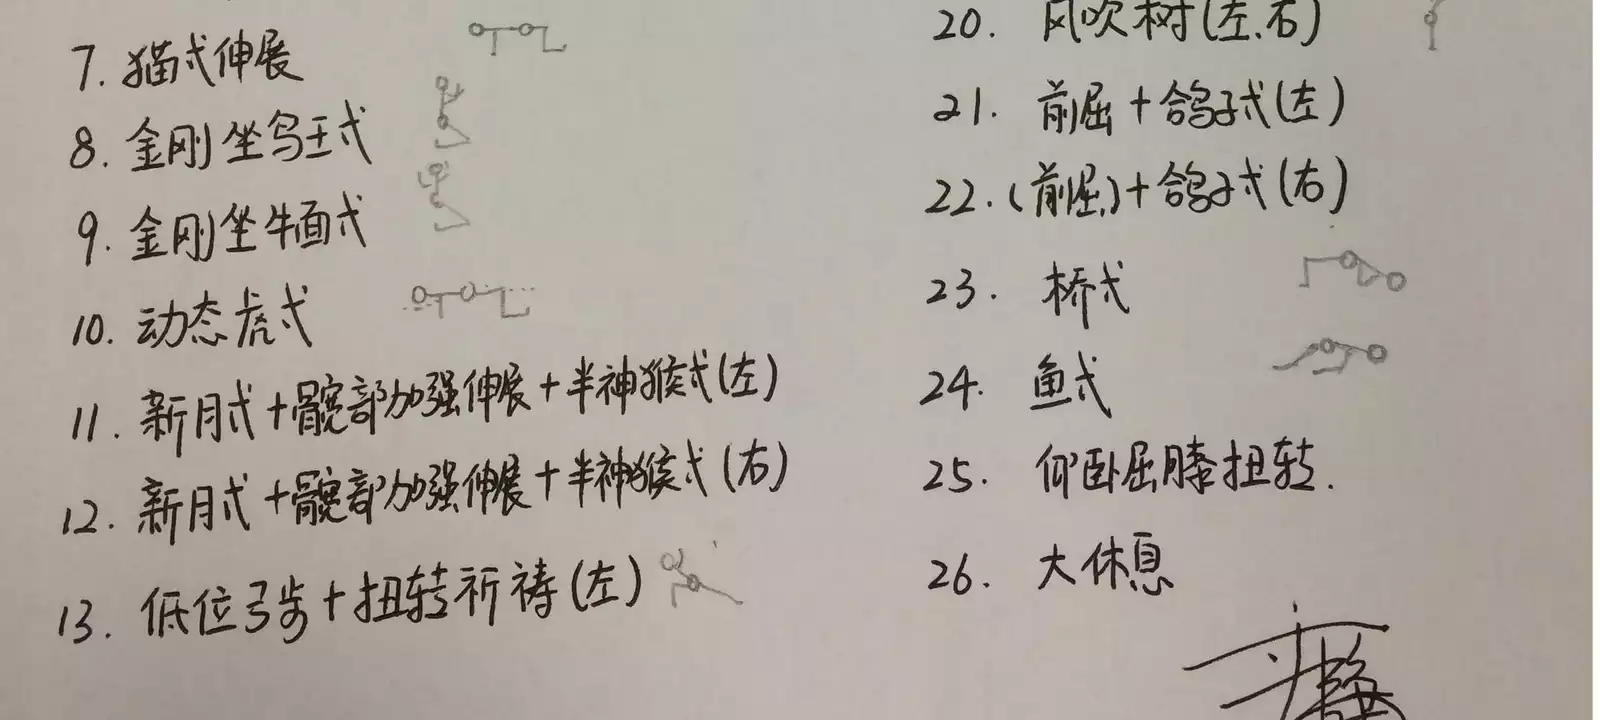 7. 猫式伸展
8. 金刚坐鸟王式
9. 金刚坐牛面式
10. 动态虎式
11. 新月式+髋部加强伸展+半神猴式(左)
12. 新月式+髋部加强伸展+半神猴式(右)
13. 低位弓步+扭转祈祷(左)
20. 风吹树(左.右)
21. 前屈+鸽子式(左)
22. (前屈)+鸽子式(右)
23. 桥式
24. 鱼式
25. 仰卧屈膝扭转.
26. 大休息